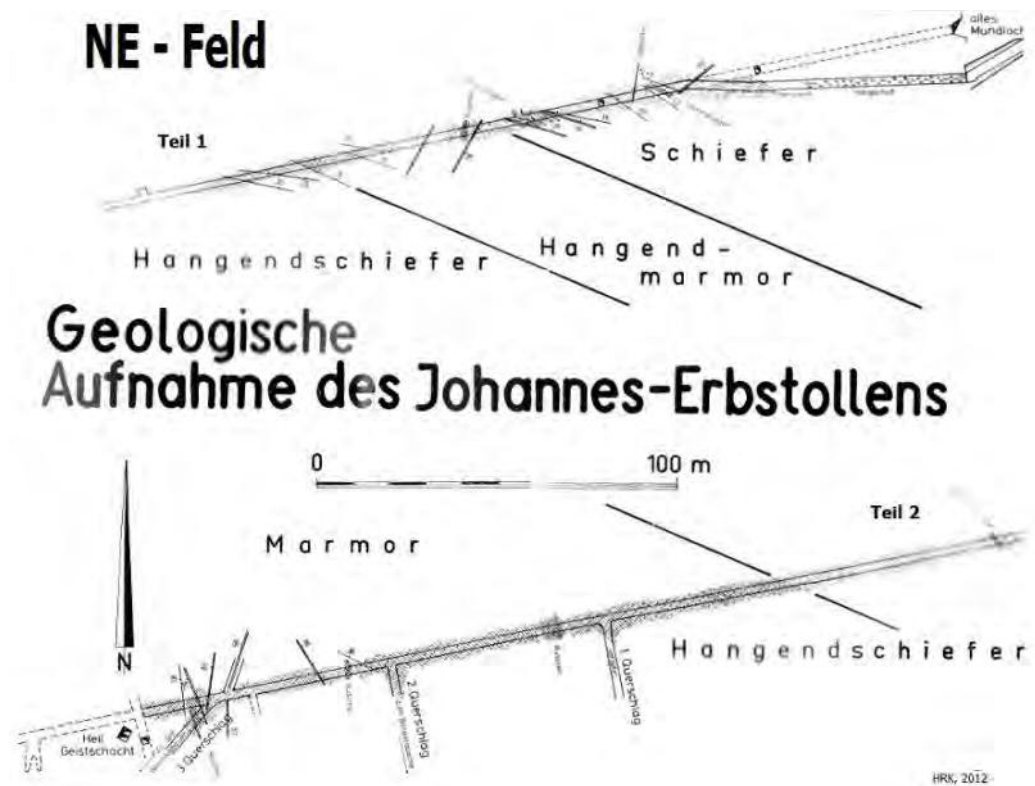 NE - Feld
altes
Mundloch
Teil 1
Schiefer
Hangendschiefer
Hangend-
marmor
Geologische
Aufnahme des Johannes-Erbstollens
0 100 m
Teil 2
Marmor
N
Hangendschiefer
1 Querschlag
2 Querschlag
3 Querschlag
Heil
Geistschacht
HRK, 2012